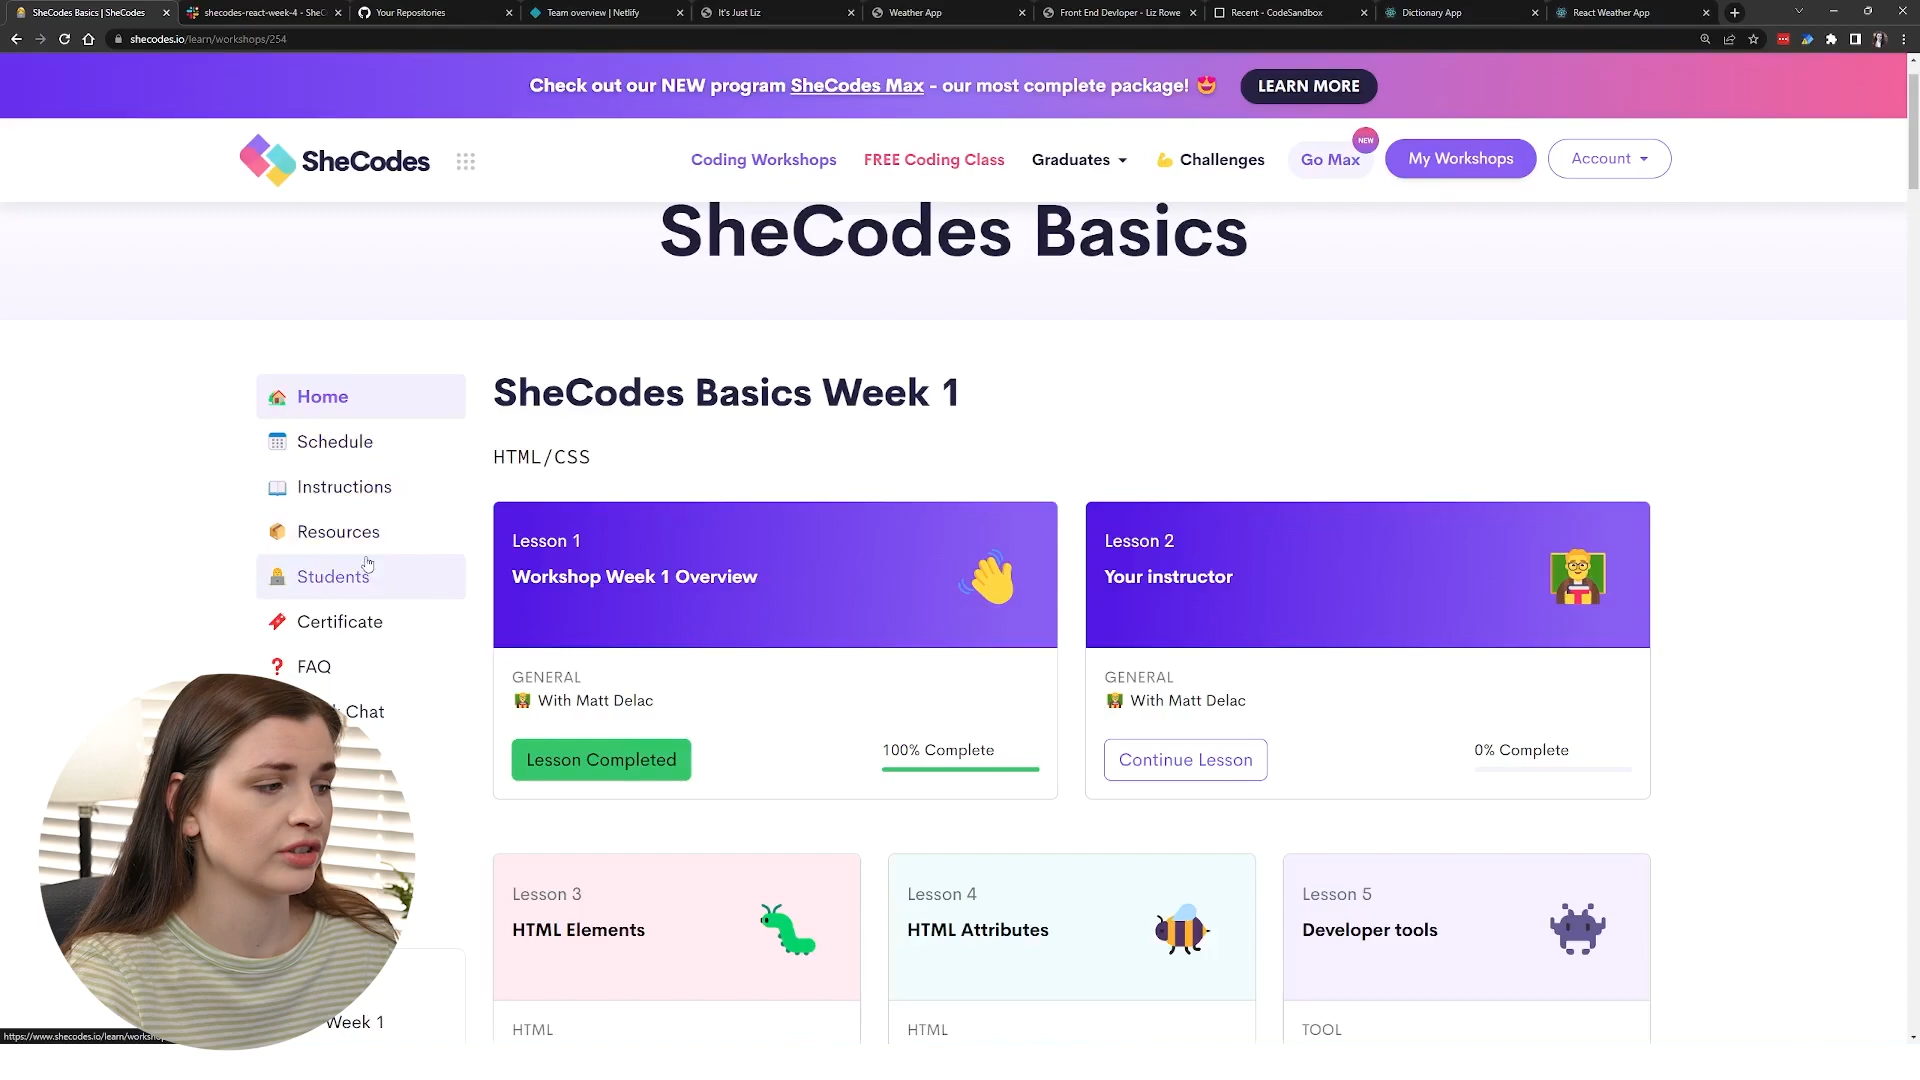 SheCodes Basics | SheCodes
shecodes-react-week-4 - SheC
Your Repositories
Team overview | Netlify
It's Just Liz
Weather App
Front End Devloper - Liz Rowe
Recent - CodeSandbox
Dictionary App
React Weather App
shecodes.io/learn/workshops/254
Check out our NEW program SheCodes Max - our most complete package!
LEARN MORE
SheCodes
Coding Workshops
FREE Coding Class
Graduates
Challenges
Go Max
NEW
My Workshops
Account
SheCodes Basics
Home
Schedule
Instructions
Resources
Students
Certificate
FAQ
Chat
Week 1
SheCodes Basics Week 1
HTML/CSS
Lesson 1
Workshop Week 1 Overview
GENERAL
With Matt Delac
Lesson Completed
100% Complete
Lesson 2
Your instructor
GENERAL
With Matt Delac
Continue Lesson
0% Complete
Lesson 3
HTML Elements
HTML
Lesson 4
HTML Attributes
HTML
Lesson 5
Developer tools
TOOL
https://www.shecodes.io/learn/worksho